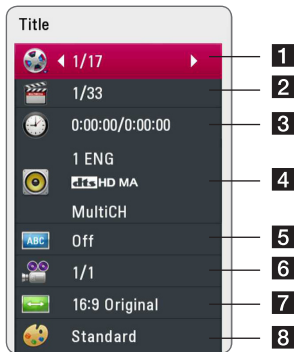 Title
1/17
1
1/33
2
0:00:00/0:00:00
3
1 ENG
dts HD MA
MultiCH
4
ABC
Off
5
1/1
6
16:9 Original
7
Standard
8